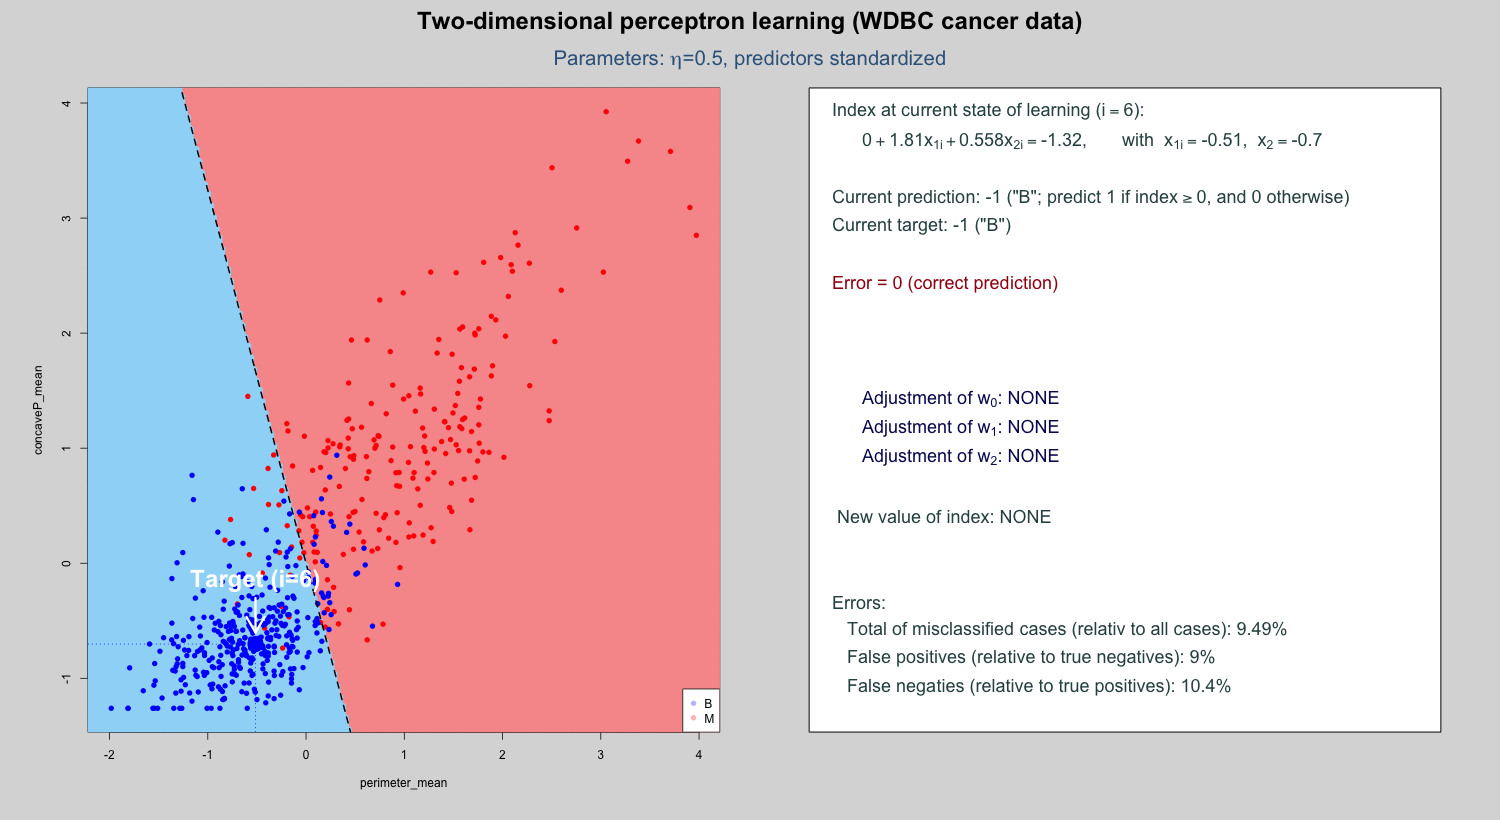 Two-dimensional perceptron learning (WDBC cancer data)
Parameters: η=0.5, predictors standardized
4
3
2
1
0
-1
concaveP_mean
Target (i=6)
B
M
-2 -1 0 1 2 3 4
perimeter_mean
Index at current state of learning (i = 6):
0 + 1.81x1i + 0.558x2i = -1.32, with x1i = -0.51, x2 = -0.7
Current prediction: -1 ("B"; predict 1 if index ≥ 0, and 0 otherwise)
Current target: -1 ("B")
Error = 0 (correct prediction)
Adjustment of w0: NONE
Adjustment of w1: NONE
Adjustment of w2: NONE
New value of index: NONE
Errors:
Total of misclassified cases (relativ to all cases): 9.49%
False positives (relative to true negatives): 9%
False negaties (relative to true positives): 10.4%